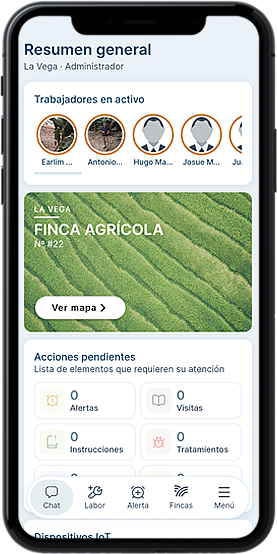 Resumen general
La Vega · Administrador
Trabajadores en activo
Earlim ... Antonio... Hugo Ma... Josue M... Ju
LA VEGA
FINCA AGRÍCOLA
Nº #22
Ver mapa
Acciones pendientes
Lista de elementos que requieren su atención
0 0
Alertas Visitas
0 0
Instrucciones Tratamientos
Chat Labor Alerta Fincas Menú
Dispositivos IoT